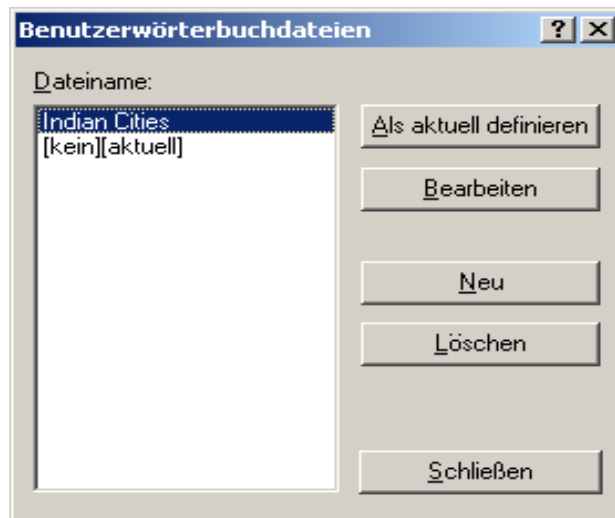 Benutzerwörterbuchdateien
Dateiname:
Indian Cities
[kein][aktuell]
Als aktuell definieren
Bearbeiten
Neu
Löschen
Schließen